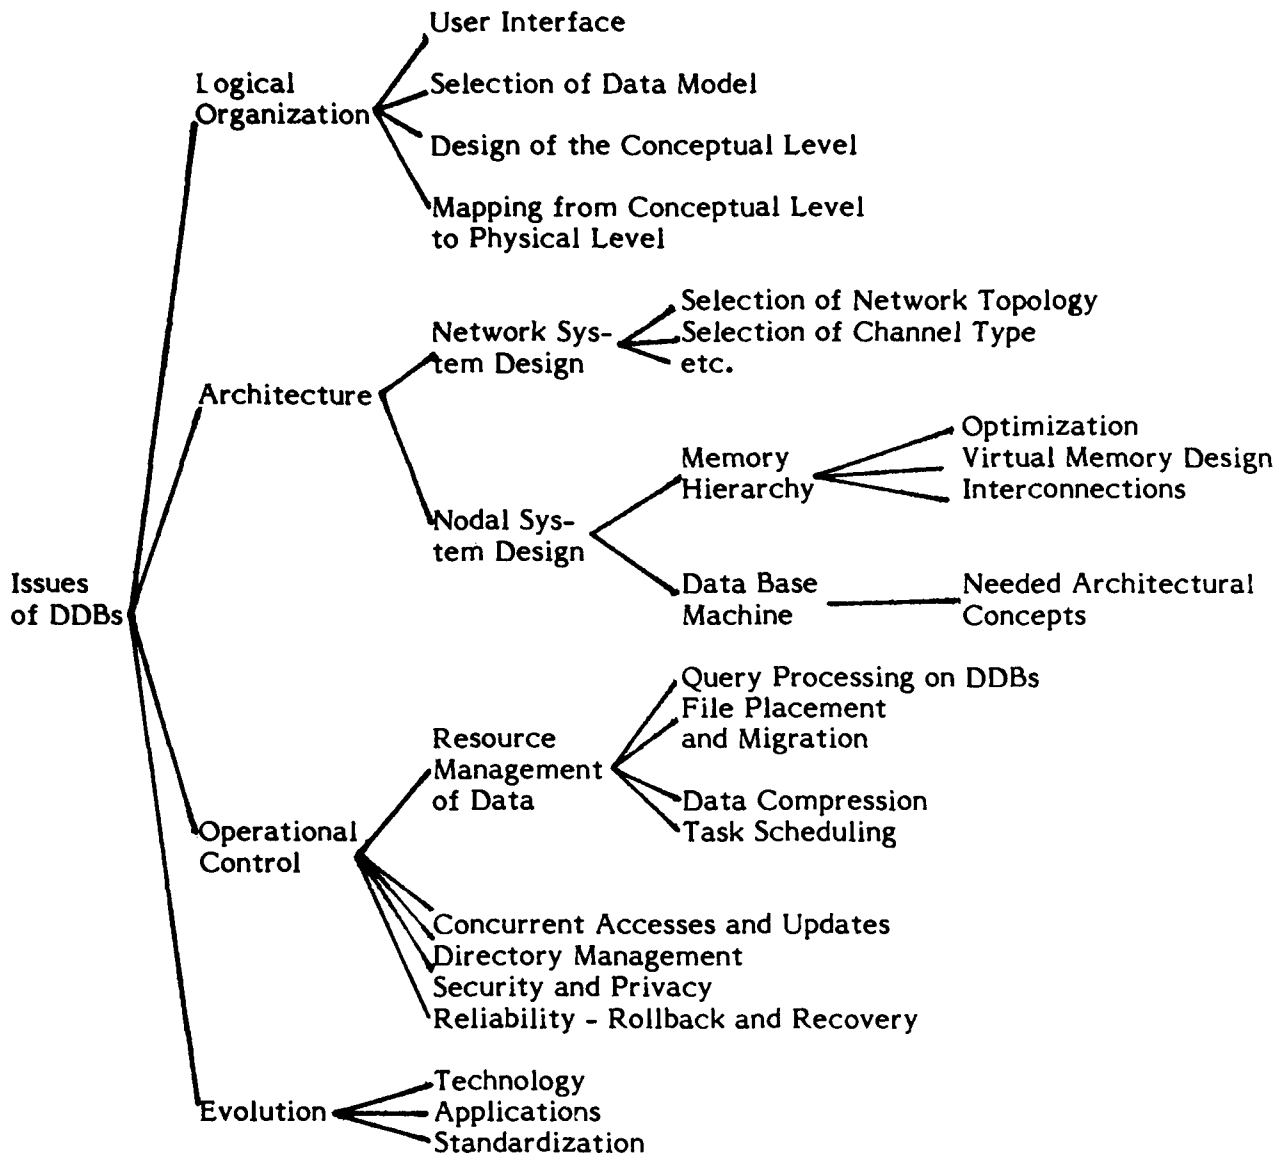 User Interface
Logical
Organization
Selection of Data Model
Design of the Conceptual Level
Mapping from Conceptual Level
to Physical Level
Architecture
Network Sys-
tem Design
Selection of Network Topology
Selection of Channel Type
etc.
Nodal Sys-
tem Design
Memory
Hierarchy
Optimization
Virtual Memory Design
Interconnections
Data Base
Machine
Needed Architectural
Concepts
Issues
of DDBs
Operational
Control
Resource
Management
of Data
Query Processing on DDBs
File Placement
and Migration
Data Compression
Task Scheduling
Concurrent Accesses and Updates
Directory Management
Security and Privacy
Reliability - Rollback and Recovery
Evolution
Technology
Applications
Standardization